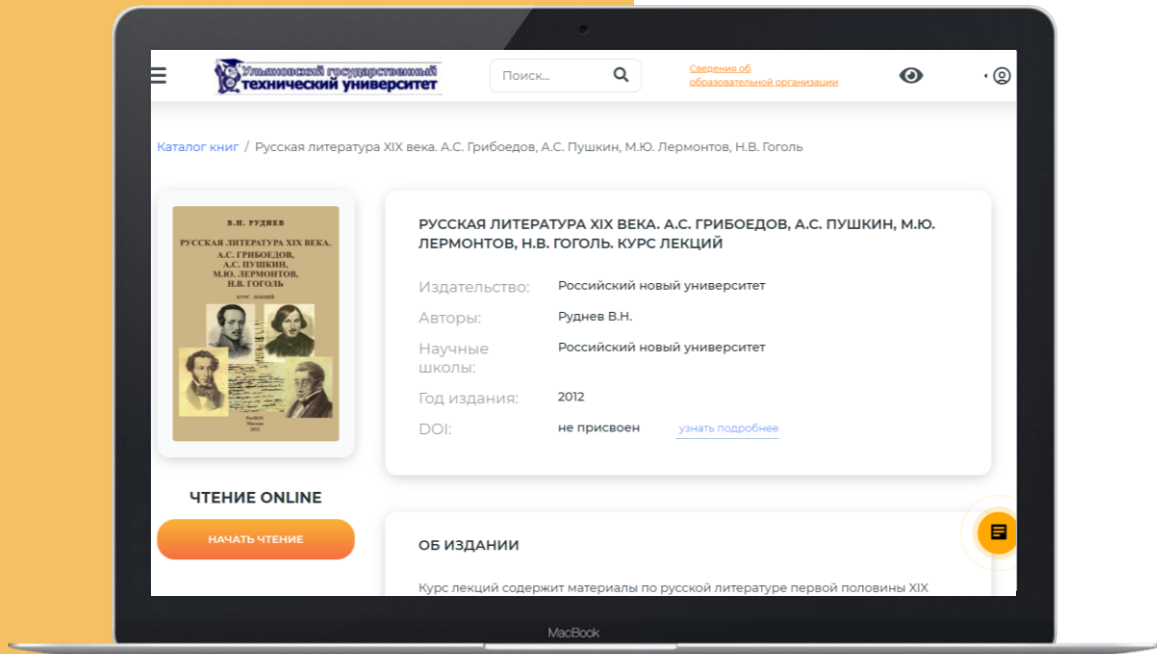 Ульяновский государственный
технический университет
Поиск...
Сведения об
образовательной организации
Каталог книг / Русская литература XIX века. А.С. Грибоедов, А.С. Пушкин, М.Ю. Лермонтов, Н.В. Гоголь
В.Н. РУДНЕВ
РУССКАЯ ЛИТЕРАТУРА XIX ВЕКА.
А.С. ГРИБОЕДОВ,
А.С. ПУШКИН,
М.Ю. ЛЕРМОНТОВ,
Н.В. ГОГОЛЬ
КУРС ЛЕКЦИЙ
РосНОУ
Москва
2012
РУССКАЯ ЛИТЕРАТУРА XIX ВЕКА. А.С. ГРИБОЕДОВ, А.С. ПУШКИН, М.Ю.
ЛЕРМОНТОВ, Н.В. ГОГОЛЬ. КУРС ЛЕКЦИЙ
Издательство: Российский новый университет
Авторы: Руднев В.Н.
Научные школы: Российский новый университет
Год издания: 2012
DOI: не присвоен узнать подробнее
ЧТЕНИЕ ONLINE
НАЧАТЬ ЧТЕНИЕ
ОБ ИЗДАНИИ
Курс лекций содержит материалы по русской литературе первой половины XIX
MacBook